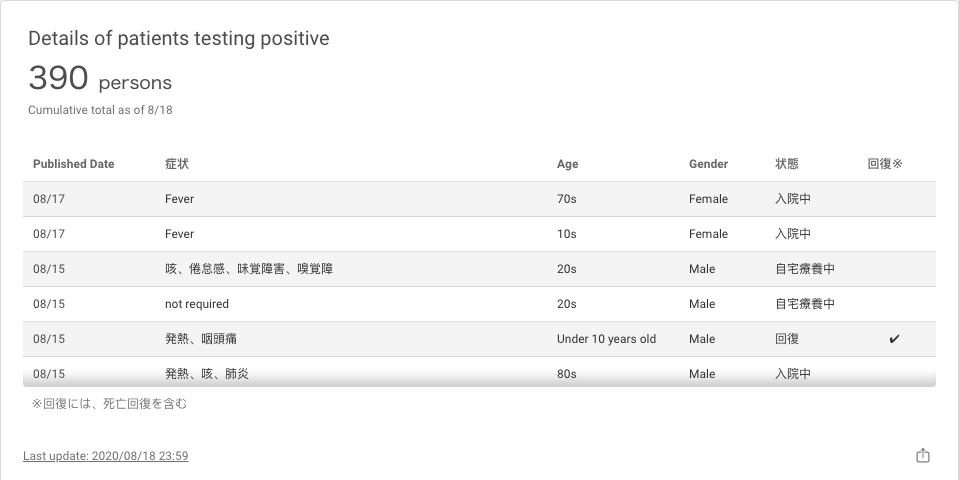 Details of patients testing positive
390 persons
Cumulative total as of 8/18
Published Date 症状 Age Gender 状態 回復※
08/17 Fever 70s Female 入院中
08/17 Fever 10s Female 入院中
08/15 咳、倦怠感、味覚障害、嗅覚障 20s Male 自宅療養中
08/15 not required 20s Male 自宅療養中
08/15 発熱、咽頭痛 Under 10 years old Male 回復 ✔
08/15 発熱、咳、肺炎 80s Male 入院中
※回復には、死亡回復を含む
Last update: 2020/08/18 23:59